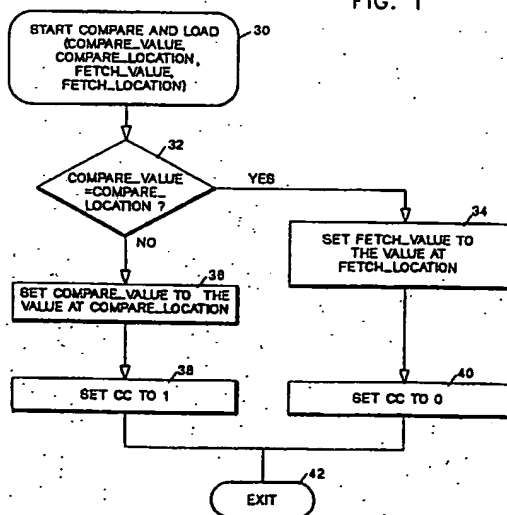 FIG. 1
START COMPARE AND LOAD
(COMPARE_VALUE,
COMPARE_LOCATION,
FETCH_VALUE,
FETCH_LOCATION)
30
32
COMPARE_VALUE
=COMPARE_
LOCATION ?
YES
NO
34
SET FETCH_VALUE TO
THE VALUE AT
FETCH_LOCATION
38
SET COMPARE_VALUE TO THE
VALUE AT COMPARE_LOCATION
38
SET CC TO 1
40
SET CC TO 0
42
EXIT